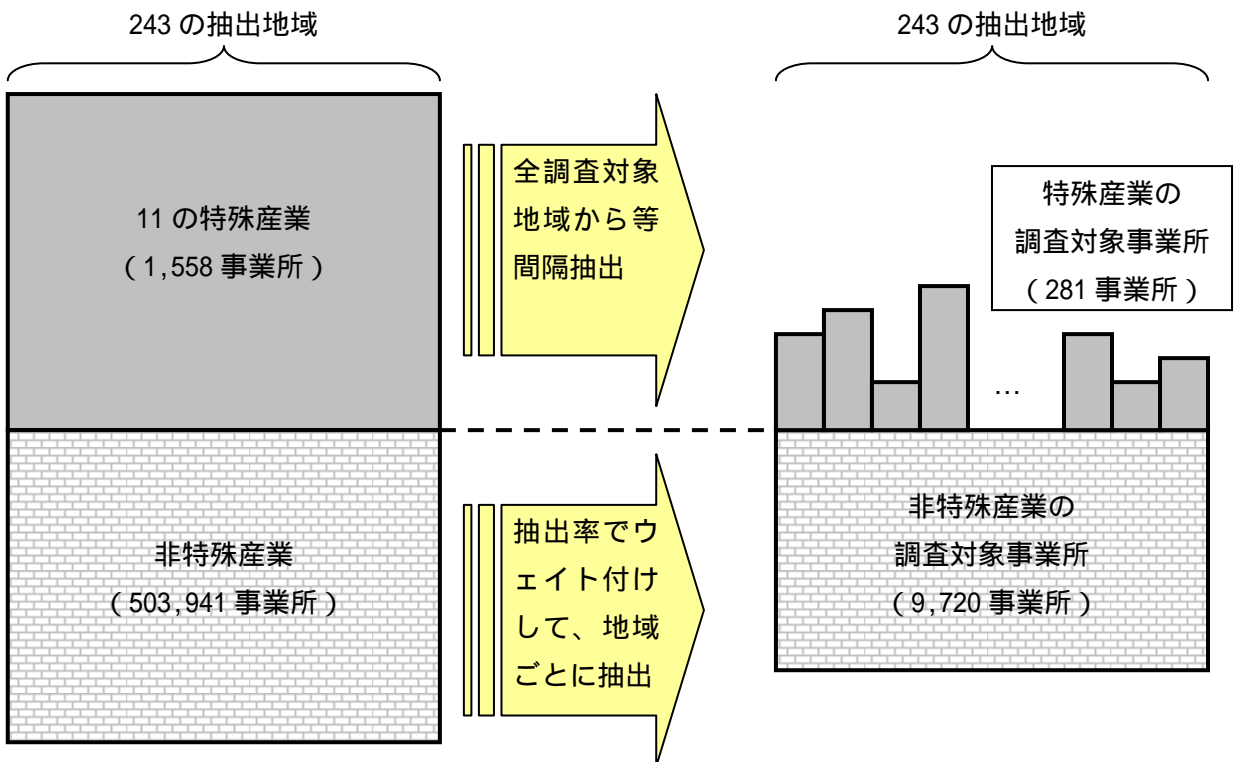 243 の抽出地域
243 の抽出地域
11 の特殊産業
（1,558 事業所）
全調査対象
地域から等
間隔抽出
特殊産業の
調査対象事業所
（281 事業所）
…
非特殊産業
（503,941 事業所）
抽出率でウ
ェイト付け
して、地域
ごとに抽出
非特殊産業の
調査対象事業所
（9,720 事業所）